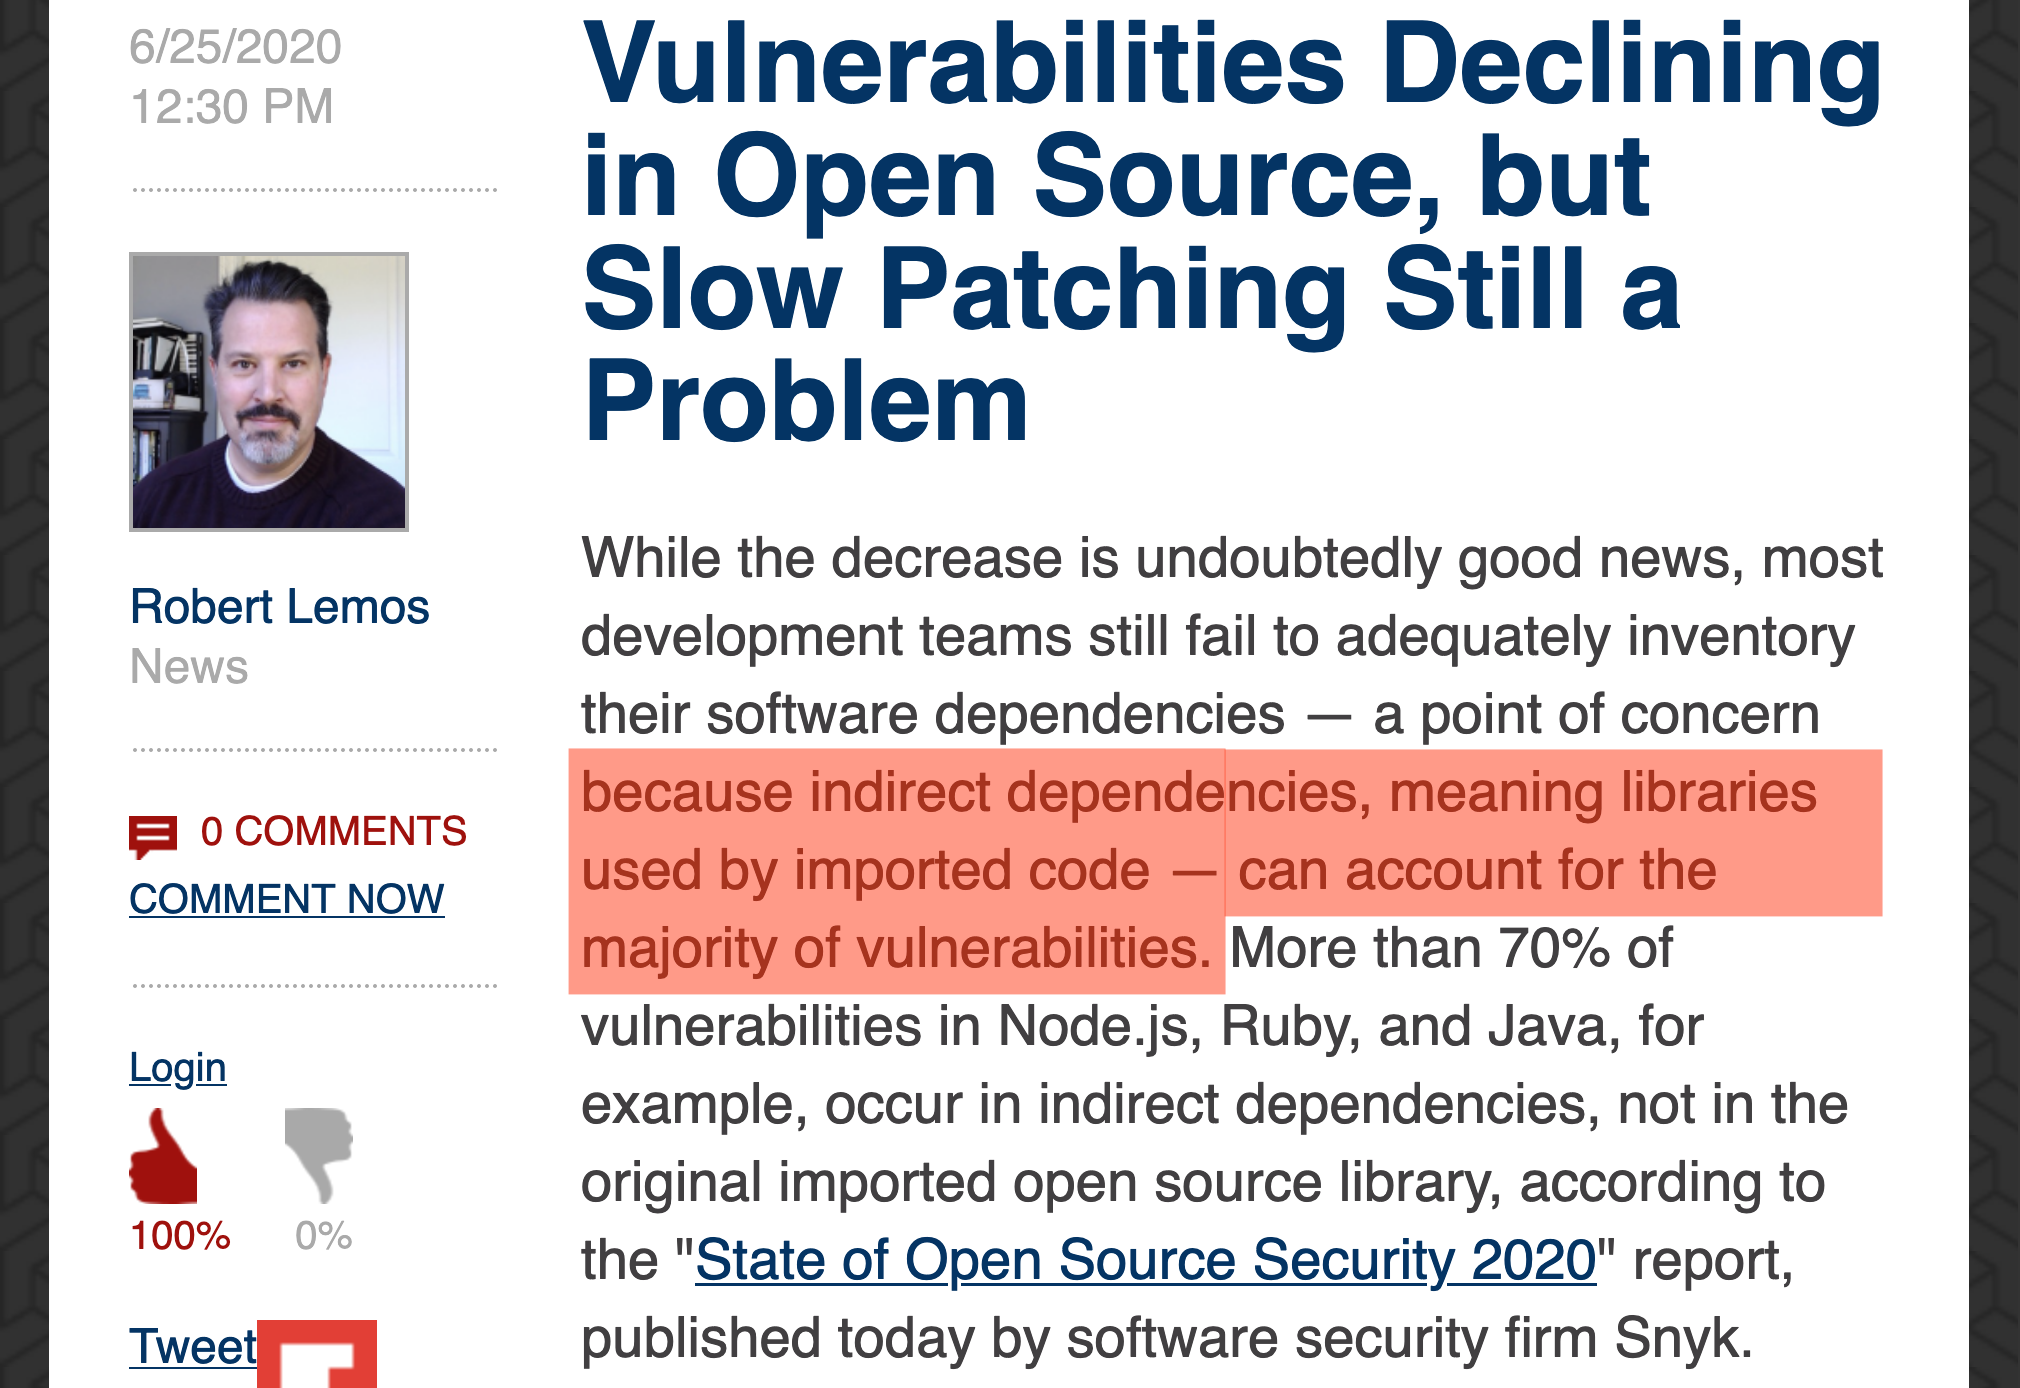 6/25/2020
12:30 PM
Robert Lemos
News
0 COMMENTS
COMMENT NOW
Login
100% 0%
Tweet
Vulnerabilities Declining
in Open Source, but
Slow Patching Still a
Problem
While the decrease is undoubtedly good news, most
development teams still fail to adequately inventory
their software dependencies — a point of concern
because indirect dependencies, meaning libraries
used by imported code — can account for the
majority of vulnerabilities. More than 70% of
vulnerabilities in Node.js, Ruby, and Java, for
example, occur in indirect dependencies, not in the
original imported open source library, according to
the "State of Open Source Security 2020" report,
published today by software security firm Snyk.